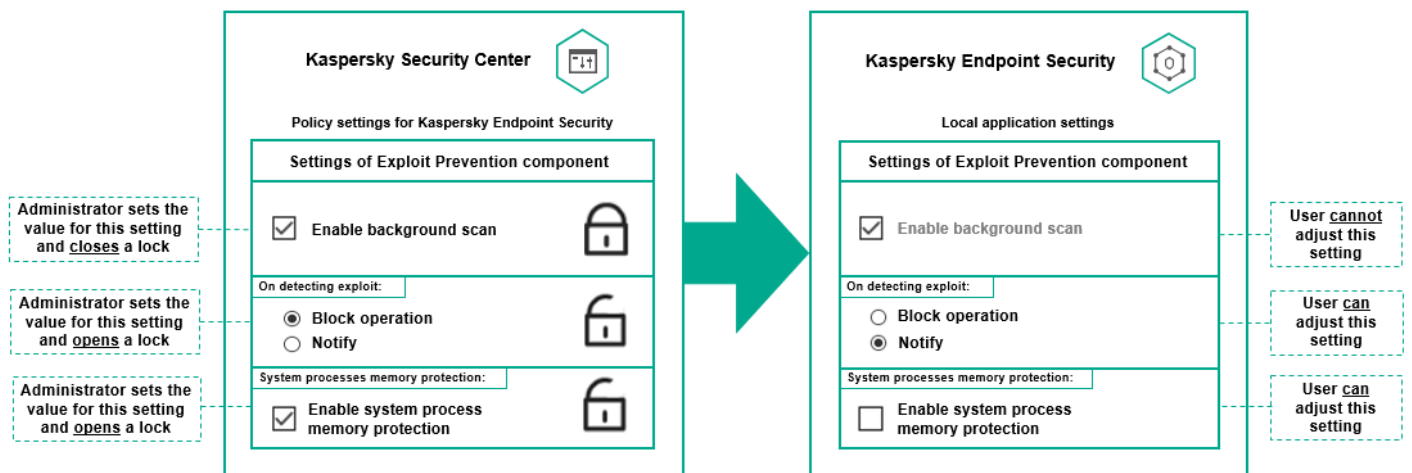 Kaspersky Security Center
Policy settings for Kaspersky Endpoint Security
Settings of Exploit Prevention component
Administrator sets the
value for this setting
and closes a lock
Enable background scan
Administrator sets the
value for this setting
and opens a lock
On detecting exploit:
Block operation
Notify
Administrator sets the
value for this setting
and opens a lock
System processes memory protection:
Enable system process
memory protection
Kaspersky Endpoint Security
Local application settings
Settings of Exploit Prevention component
Enable background scan
User cannot
adjust this
setting
On detecting exploit:
Block operation
Notify
User can
adjust this
setting
System processes memory protection:
Enable system process
memory protection
User can
adjust this
setting